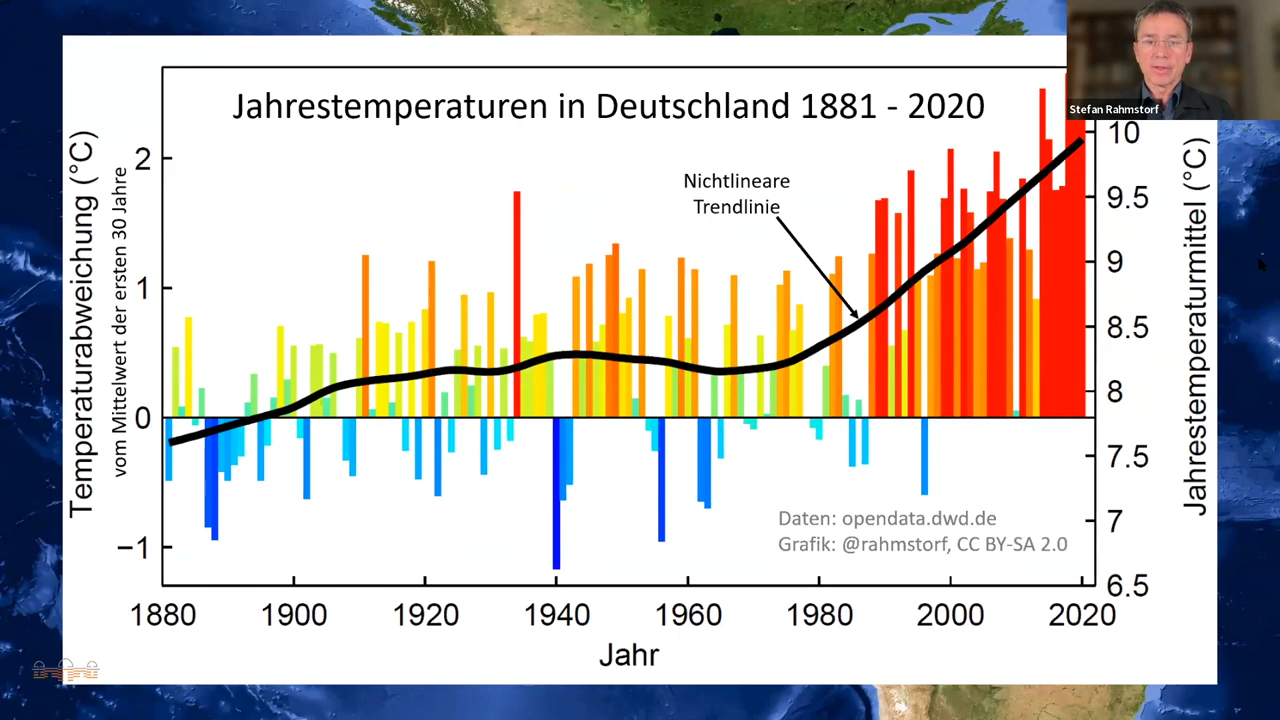 Jahrestemperaturen in Deutschland 1881 - 2020
Stefan Rahmstorf
Temperaturabweichung (°C)
vom Mittelwert der ersten 30 Jahre
2
1
0
−1
Nichtlineare
Trendlinie
10
9.5
9
8.5
8
7.5
7
6.5
Jahrestemperaturmittel (°C)
Daten: opendata.dwd.de
Grafik: @rahmstorf, CC BY-SA 2.0
1880 1900 1920 1940 1960 1980 2000 2020
Jahr